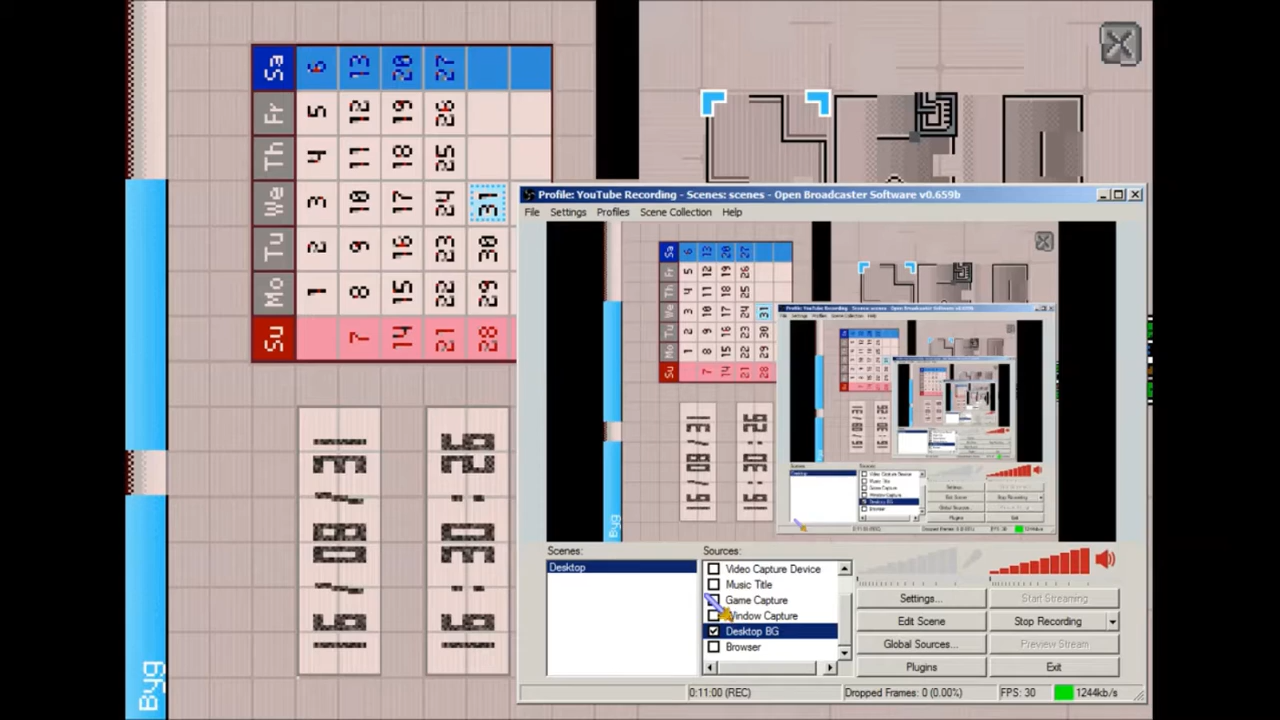 Su Mo Tu We Th Fr Sa
1 2 3 4 5 6
7 8 9 10 11 12 13
14 15 16 17 18 19 20
21 22 23 24 25 26 27
28 29 30 31
16/08/31
16:30:26
Byg
Profile: YouTube Recording - Scenes: scenes - Open Broadcaster Software v0.659b
File Settings Profiles Scene Collection Help
Scenes:
Desktop
Sources:
Video Capture Device
Music Title
Game Capture
Window Capture
Desktop BG
Browser
Settings... Start Streaming
Edit Scene Stop Recording
Global Sources... Preview Stream
Plugins Exit
0:11:00 (REC) Dropped Frames: 0 (0.00%) FPS: 30 1244kb/s